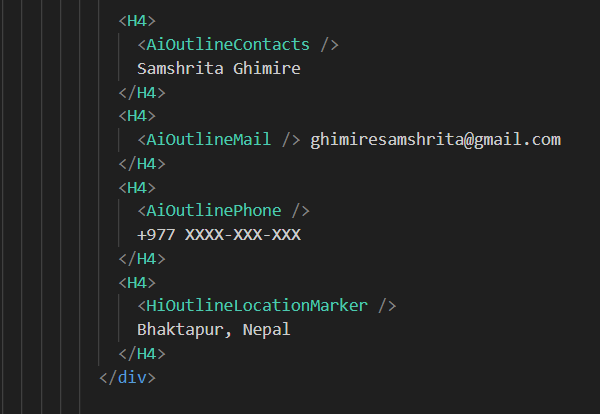 <H4>
<AiOutlineContacts />
Samshrita Ghimire
</H4>
<H4>
<AiOutlineMail /> ghimiresamshrita@gmail.com
</H4>
<H4>
<AiOutlinePhone />
+977 XXXX-XXX-XXX
</H4>
<H4>
<HiOutlineLocationMarker />
Bhaktapur, Nepal
</H4>
</div>